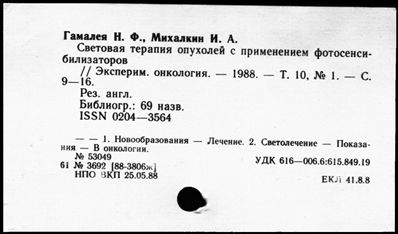 Гамалея Н. Ф., Михалкин И. А.
Световая терапия опухолей с применением фотосенси-
билизаторов
// Эксперим. онкология. — 1988. — Т. 10, № 1. — С.
9—16.
Рез. англ.
Библиогр.: 69 назв.
ISSN 0204—3564
— — 1. Новообразования — Лечение. 2. Светолечение — Показа-
ния — В онкологии.
№ 53049
61 № 3692 [88-3806ж] УДК 616—006.6:615.849.19
НПО ВКП 25.05.88 ЕКЛ 41.8.8